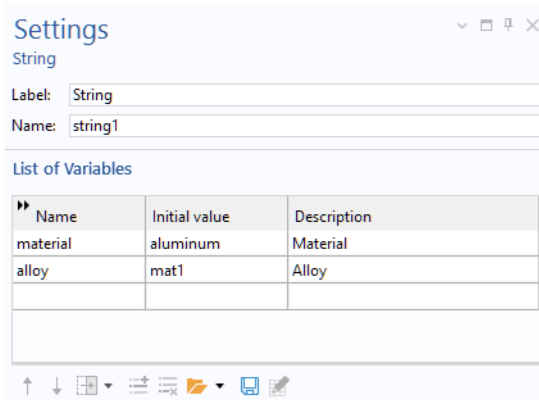 Settings
String
Label: String
Name: string1
List of Variables
Name Initial value Description
material aluminum Material
alloy mat1 Alloy